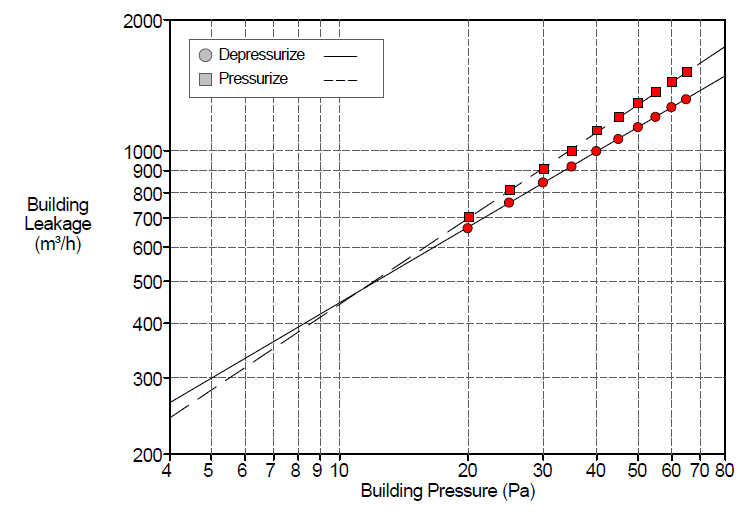 2000
Depressurize
Pressurize
1000
900
800
700
600
500
400
300
200
Building
Leakage
(m³/h)
4 5 6 7 8 9 10 20 30 40 50 60 70 80
Building Pressure (Pa)